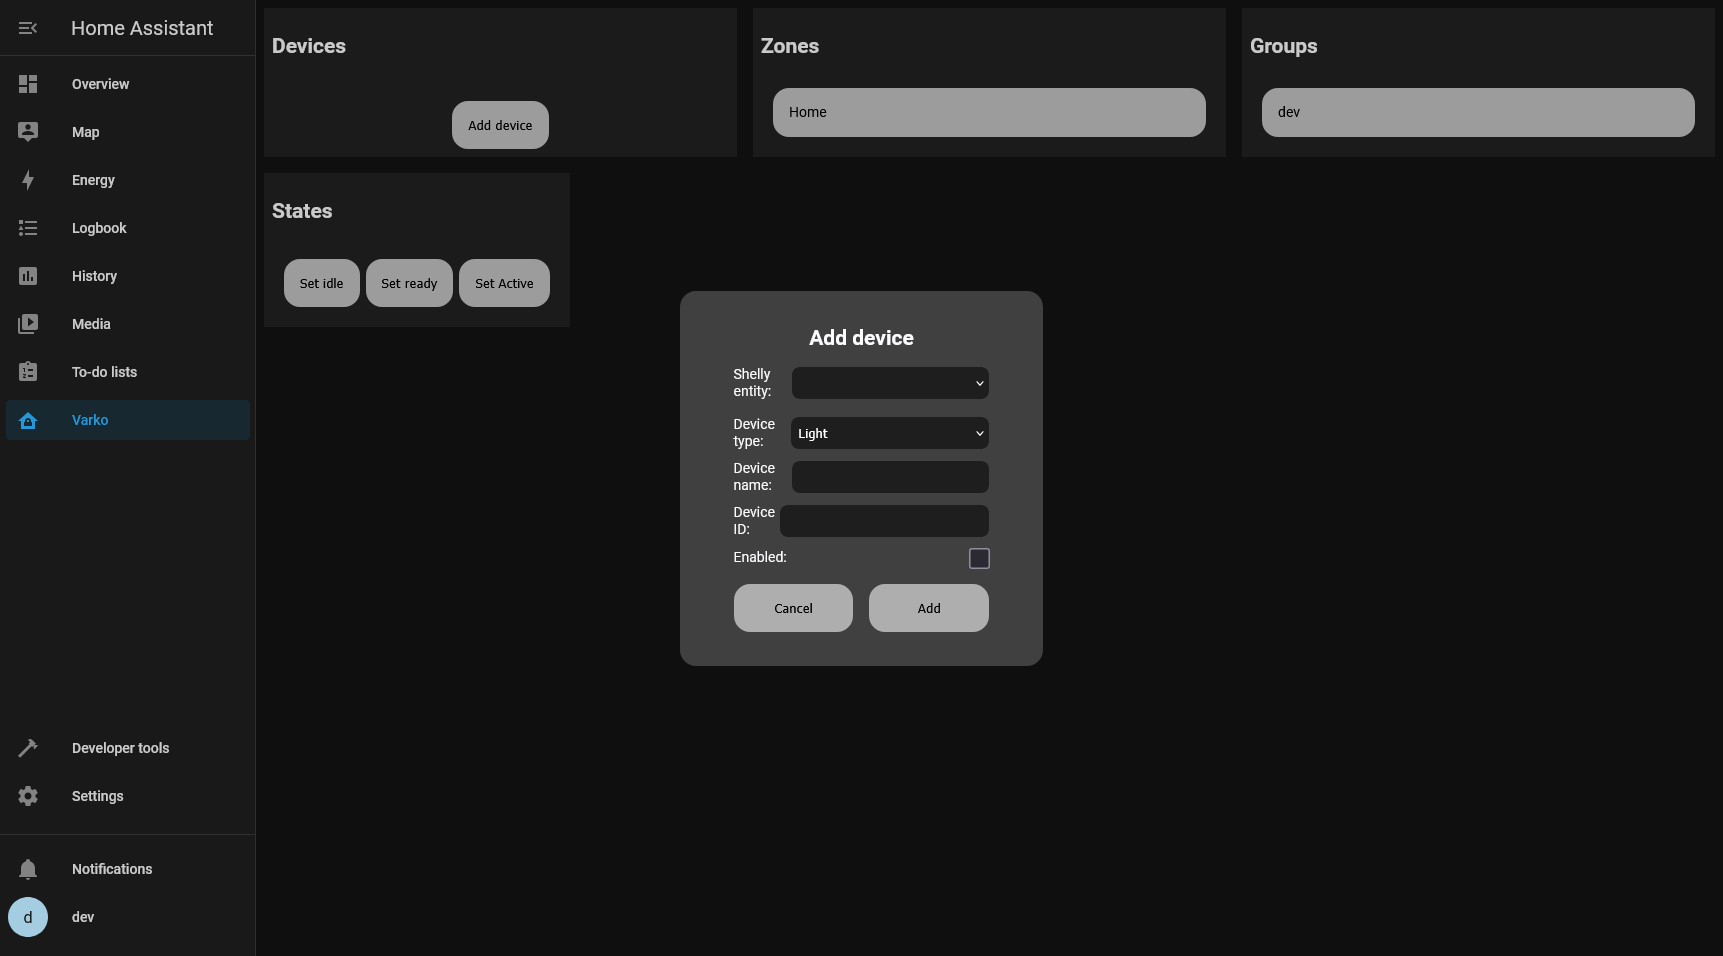 Home Assistant
Overview
Map
Energy
Logbook
History
Media
To-do lists
Varko
Developer tools
Settings
Notifications
d
dev
Devices
Add device
Zones
Home
Groups
dev
States
Set idle
Set ready
Set Active
Add device
Shelly
entity:
Device
type:
Light
Device
name:
Device
ID:
Enabled:
Cancel
Add